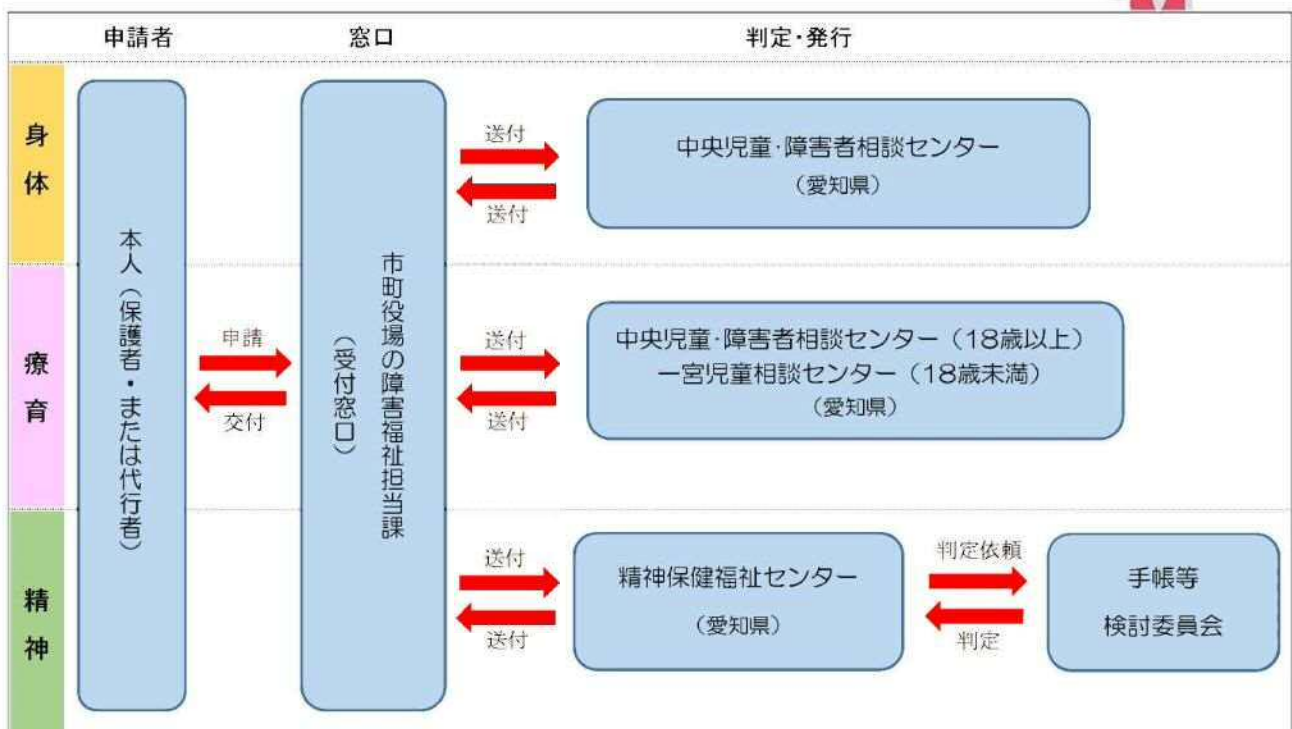 申請者
窓口
判定・発行
身体
療育
精神
本人（保護者・または代行者）
申請
交付
市町役場の障害福祉担当課
（受付窓口）
送付
送付
中央児童・障害者相談センター
（愛知県）
送付
送付
中央児童・障害者相談センター（18歳以上）
一宮児童相談センター（18歳未満）
（愛知県）
送付
送付
精神保健福祉センター
（愛知県）
判定依頼
判定
手帳等
検討委員会